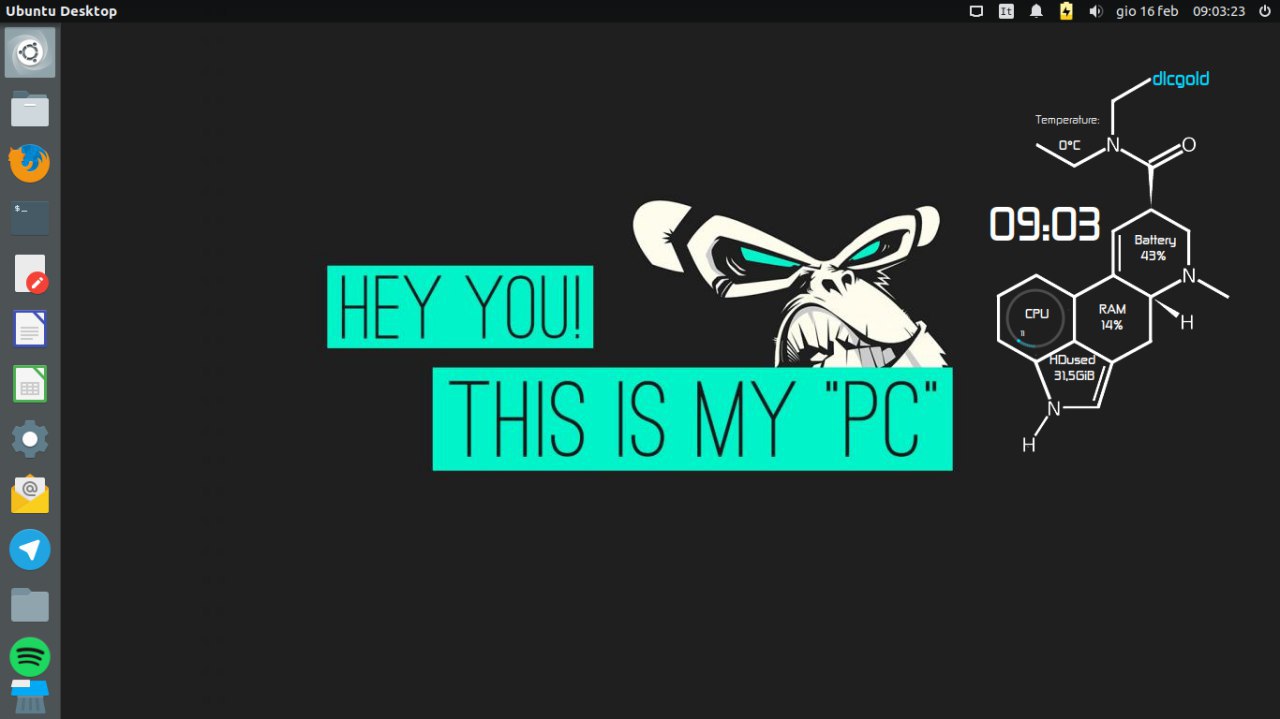 Ubuntu Desktop
It
gio 16 feb
09:03:23
$_
@
dlcgold
Temperature:
0°C
N
O
09:03
Battery
43%
N
CPU
11
RAM
14%
H
HDused
31,5GiB
N
H
HEY YOU!
THIS IS MY "PC"